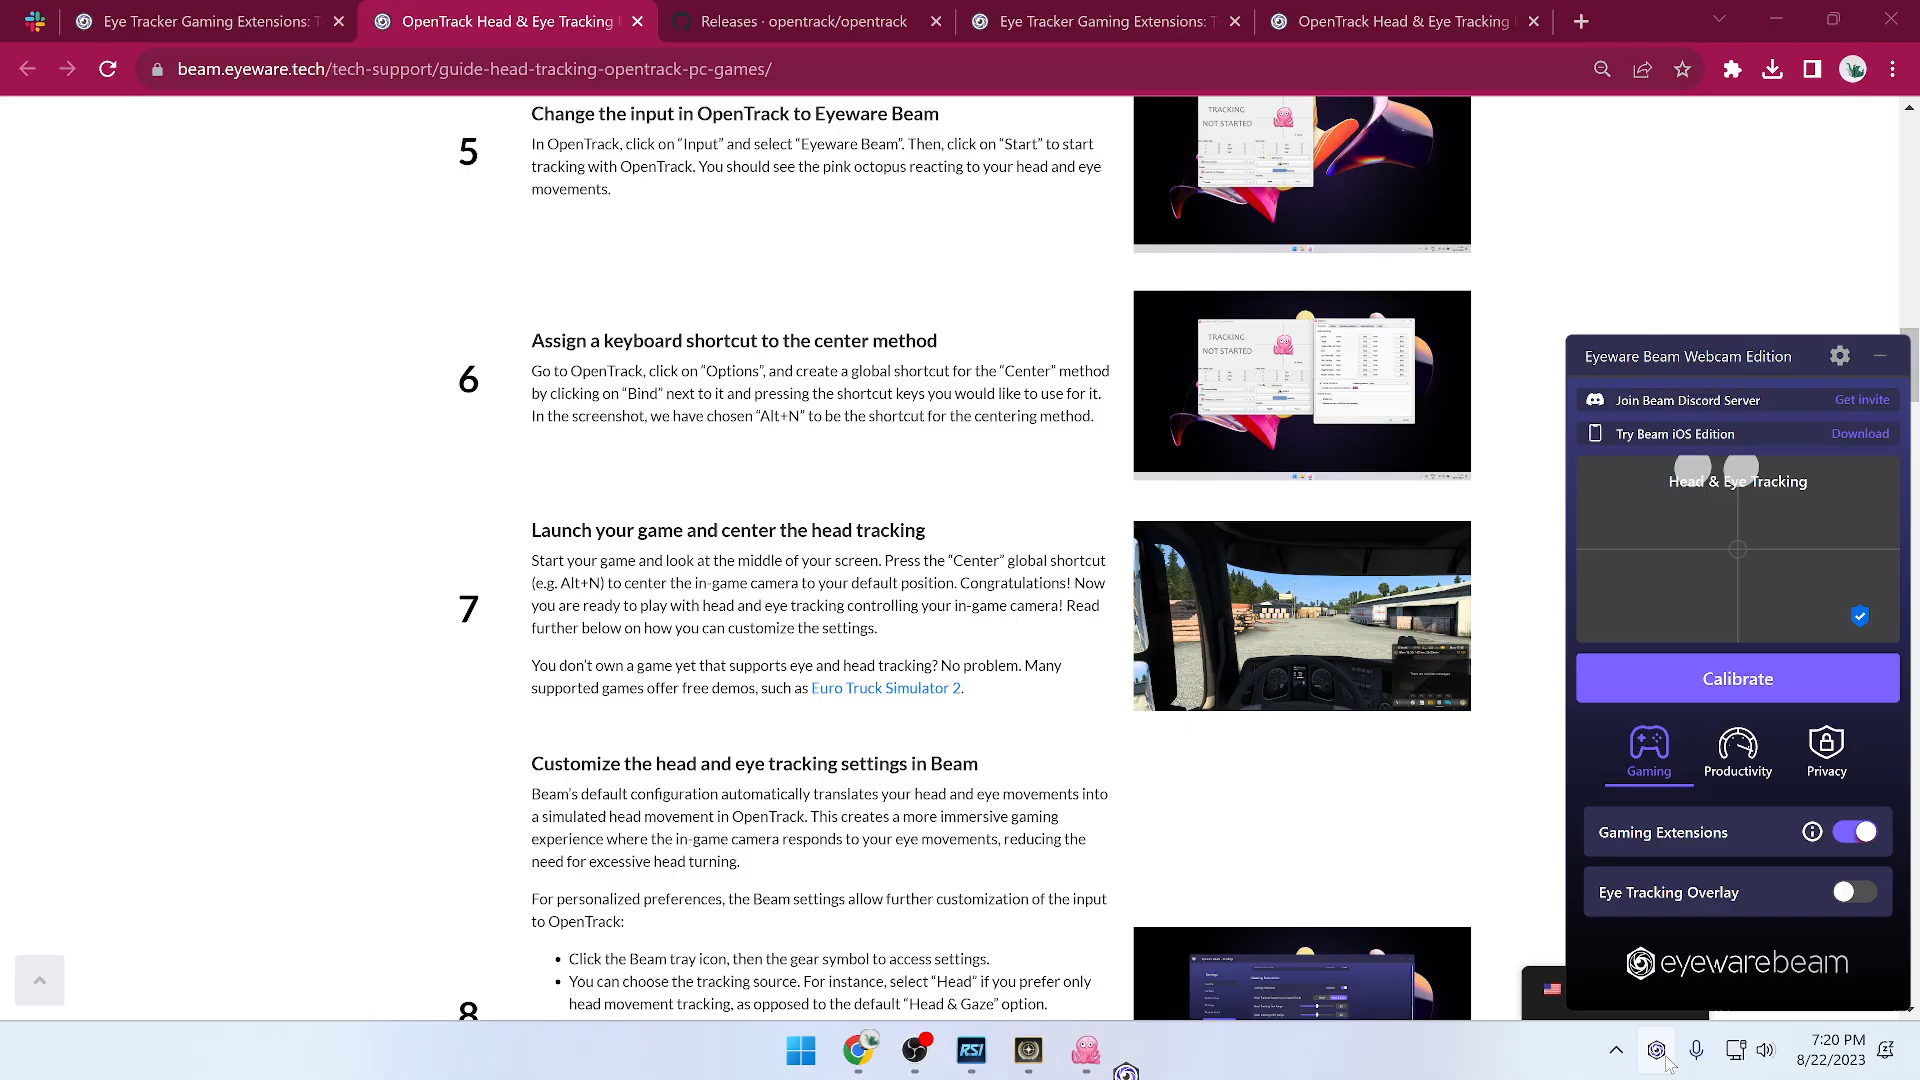 Eye Tracker Gaming Extensions: T
OpenTrack Head & Eye Tracking
Releases · opentrack/opentrack
Eye Tracker Gaming Extensions: T
OpenTrack Head & Eye Tracking
beam.eyeware.tech/tech-support/guide-head-tracking-opentrack-pc-games/
5
Change the input in OpenTrack to Eyeware Beam
In OpenTrack, click on “Input” and select “Eyeware Beam”. Then, click on “Start” to start
tracking with OpenTrack. You should see the pink octopus reacting to your head and eye
movements.
TRACKING
NOT STARTED
6
Assign a keyboard shortcut to the center method
Go to OpenTrack, click on “Options”, and create a global shortcut for the “Center” method
by clicking on “Bind” next to it and pressing the shortcut keys you would like to use for it.
In the screenshot, we have chosen “Alt+N” to be the shortcut for the centering method.
TRACKING
NOT STARTED
7
Launch your game and center the head tracking
Start your game and look at the middle of your screen. Press the “Center” global shortcut
(e.g. Alt+N) to center the in-game camera to your default position. Congratulations! Now
you are ready to play with head and eye tracking controlling your in-game camera! Read
further below on how you can customize the settings.
You don’t own a game yet that supports eye and head tracking? No problem. Many
supported games offer free demos, such as Euro Truck Simulator 2.
Customize the head and eye tracking settings in Beam
Beam’s default configuration automatically translates your head and eye movements into
a simulated head movement in OpenTrack. This creates a more immersive gaming
experience where the in-game camera responds to your eye movements, reducing the
need for excessive head turning.
For personalized preferences, the Beam settings allow further customization of the input
to OpenTrack:
• Click the Beam tray icon, then the gear symbol to access settings.
• You can choose the tracking source. For instance, select “Head” if you prefer only
head movement tracking, as opposed to the default “Head & Gaze” option.
8
Eyeware Beam Webcam Edition
Join Beam Discord Server Get invite
Try Beam iOS Edition Download
Head & Eye Tracking
Calibrate
Gaming Productivity Privacy
Gaming Extensions
Eye Tracking Overlay
eyewarebeam
RSI
7:20 PM
8/22/2023